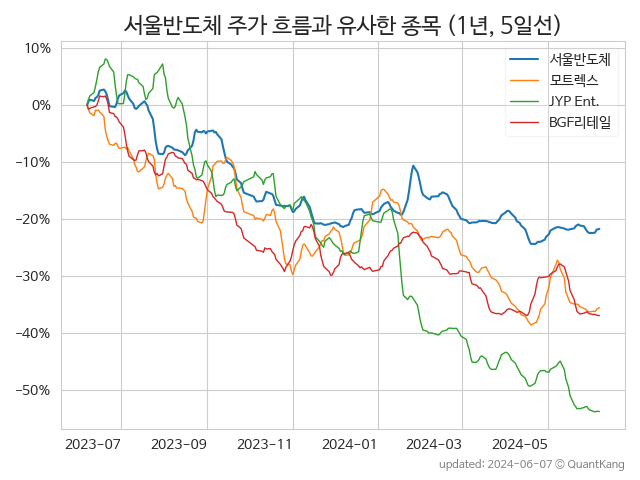 서울반도체 주가 흐름과 유사한 종목 (1년, 5일선)
서울반도체
모트렉스
JYP Ent.
BGF리테일
10%
0%
−10%
−20%
−30%
−40%
−50%
2023-07 2023-09 2023-11 2024-01 2024-03 2024-05
updated: 2024-06-07 © QuantKang